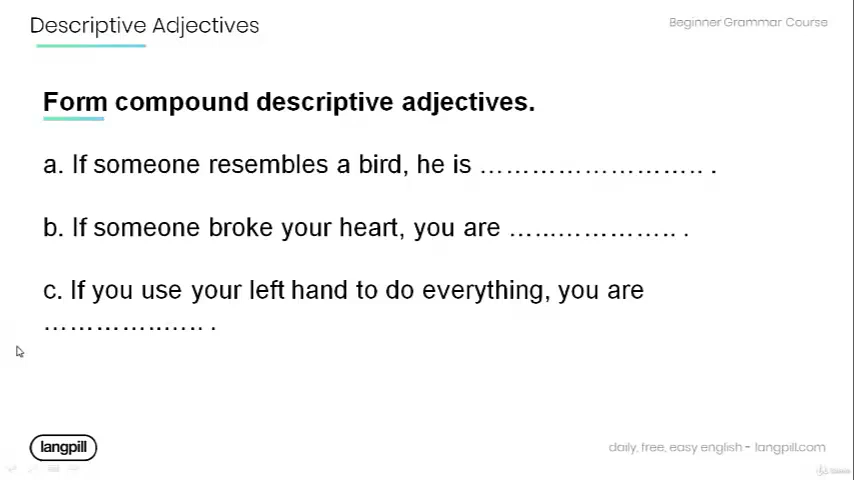 Descriptive Adjectives
Beginner Grammar Course
Form compound descriptive adjectives.
a. If someone resembles a bird, he is …………………….. .
b. If someone broke your heart, you are ……………….. .
c. If you use your left hand to do everything, you are
……………..…. .
langpill
daily, free, easy english - langpill.com